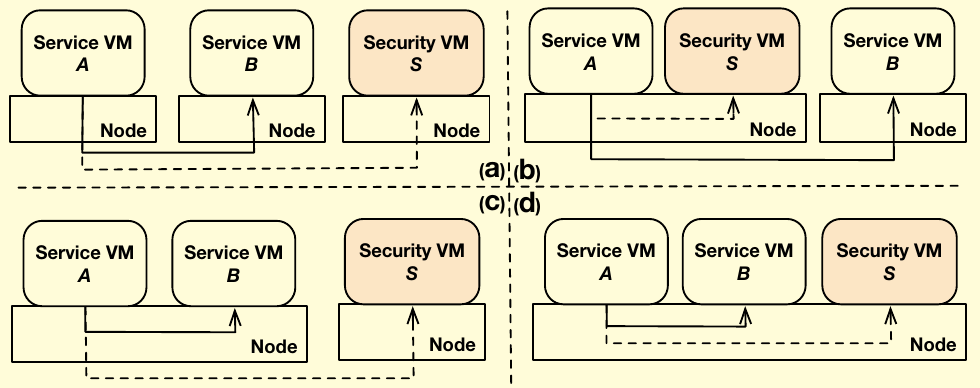 Service VM
A
Service VM
B
Security VM
S
Node
Node
Node
(a)
Service VM
A
Security VM
S
Service VM
B
Node
Node
(b)
(c)
Service VM
A
Service VM
B
Security VM
S
Node
Node
(d)
Service VM
A
Service VM
B
Security VM
S
Node